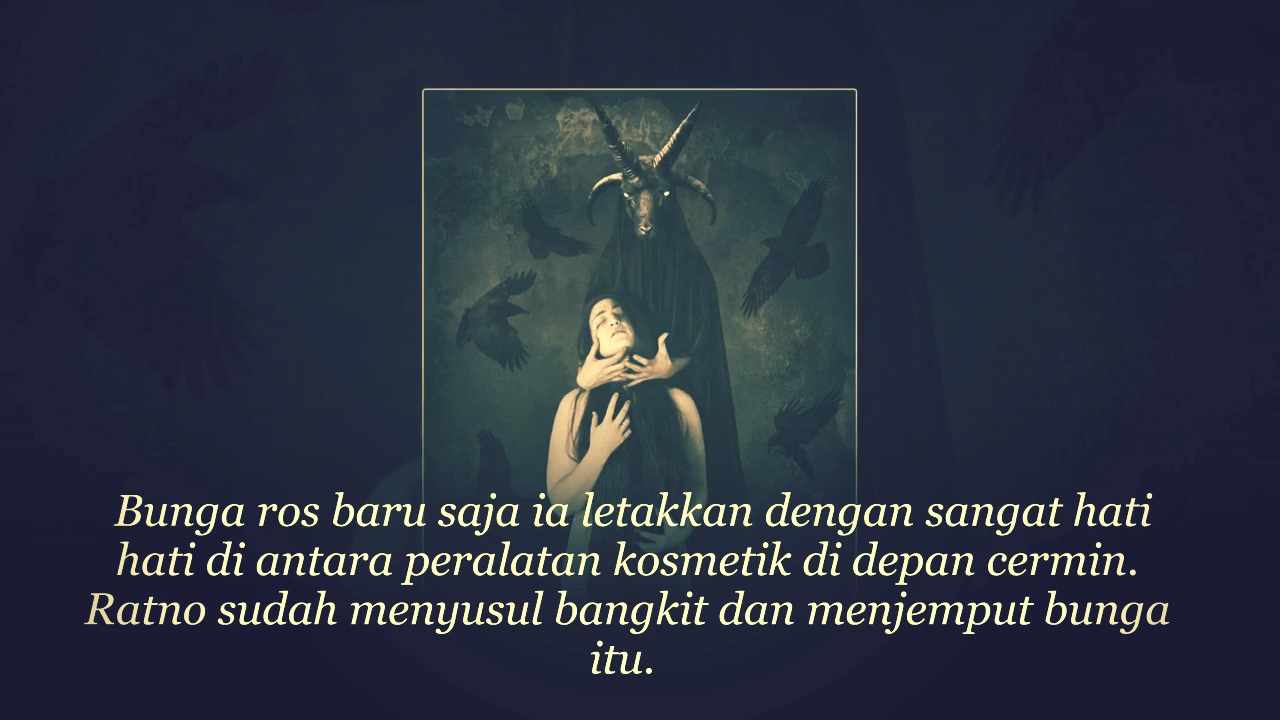 Bunga ros baru saja ia letakkan dengan sangat hati
hati di antara peralatan kosmetik di depan cermin.
Ratno sudah menyusul bangkit dan menjemput bunga
itu.